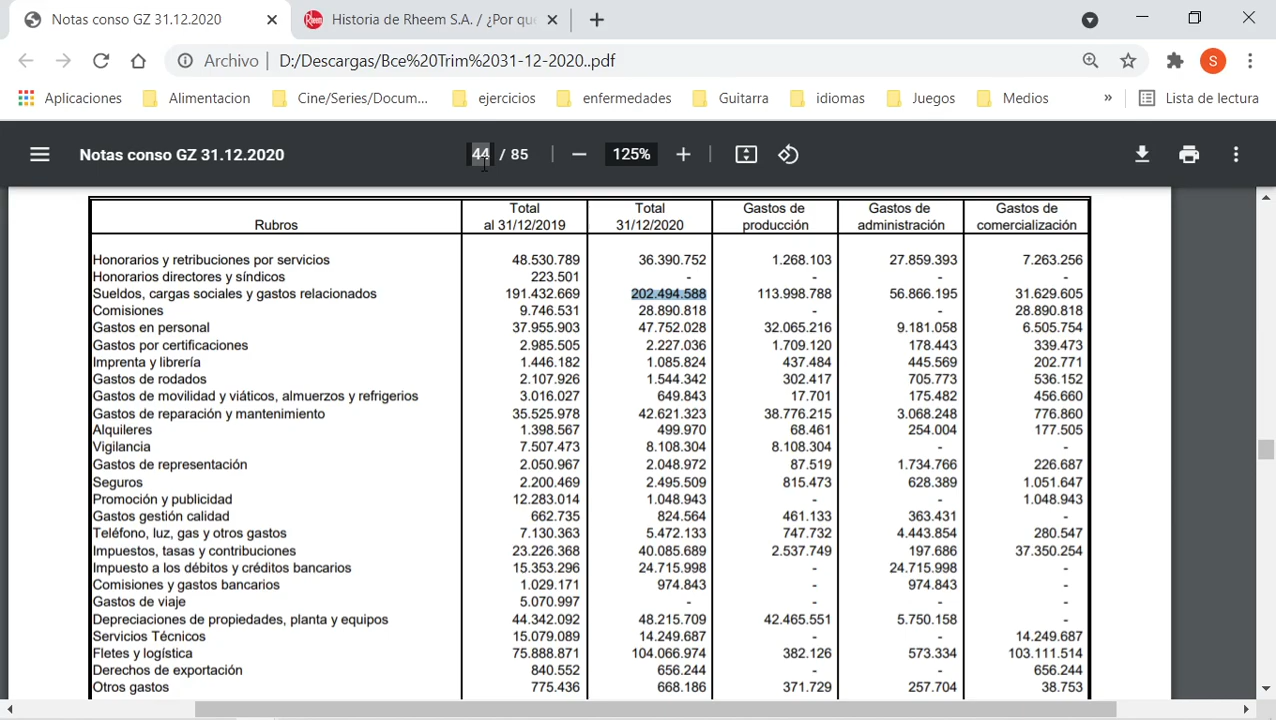 Notas conso GZ 31.12.2020
Historia de Rheem S.A. / ¿Por que
Archivo | D:/Descargas/Bce%20Trim%2031-12-2020..pdf
S
Aplicaciones Alimentacion Cine/Series/Docum... ejercicios enfermedades Guitarra idiomas Juegos Medios » Lista de lectura
Notas conso GZ 31.12.2020 44 / 85 125%
Rubros Total al 31/12/2019 Total 31/12/2020 Gastos de producción Gastos de administración Gastos de comercialización
Honorarios y retribuciones por servicios 48.530.789 36.390.752 1.268.103 27.859.393 7.263.256
Honorarios directores y síndicos 223.501 - - - -
Sueldos, cargas sociales y gastos relacionados 191.432.669 202.494.588 113.998.788 56.866.195 31.629.605
Comisiones 9.746.531 28.890.818 - - 28.890.818
Gastos en personal 37.955.903 47.752.028 32.065.216 9.181.058 6.505.754
Gastos por certificaciones 2.985.505 2.227.036 1.709.120 178.443 339.473
Imprenta y librería 1.446.182 1.085.824 437.484 445.569 202.771
Gastos de rodados 2.107.926 1.544.342 302.417 705.773 536.152
Gastos de movilidad y viáticos, almuerzos y refrigerios 3.016.027 649.843 17.701 175.482 456.660
Gastos de reparación y mantenimiento 35.525.978 42.621.323 38.776.215 3.068.248 776.860
Alquileres 1.398.567 499.970 68.461 254.004 177.505
Vigilancia 7.507.473 8.108.304 8.108.304 - -
Gastos de representación 2.050.967 2.048.972 87.519 1.734.766 226.687
Seguros 2.200.469 2.495.509 815.473 628.389 1.051.647
Promoción y publicidad 12.283.014 1.048.943 - - 1.048.943
Gastos gestión calidad 662.735 824.564 461.133 363.431 -
Teléfono, luz, gas y otros gastos 7.130.363 5.472.133 747.732 4.443.854 280.547
Impuestos, tasas y contribuciones 23.226.368 40.085.689 2.537.749 197.686 37.350.254
Impuesto a los débitos y créditos bancarios 15.353.296 24.715.998 - 24.715.998 -
Comisiones y gastos bancarios 1.029.171 974.843 - 974.843 -
Gastos de viaje 5.070.997 - - - -
Depreciaciones de propiedades, planta y equipos 44.342.092 48.215.709 42.465.551 5.750.158 -
Servicios Técnicos 15.079.089 14.249.687 - - 14.249.687
Fletes y logística 75.888.871 104.066.974 382.126 573.334 103.111.514
Derechos de exportación 840.552 656.244 - - 656.244
Otros gastos 775.436 668.186 371.729 257.704 38.753